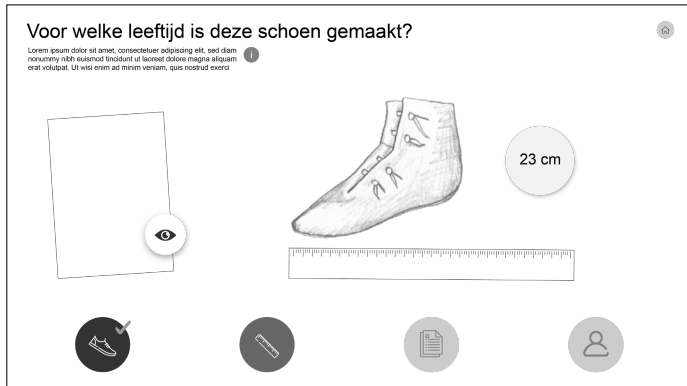 Voor welke leeftijd is deze schoen gemaakt?
Lorem ipsum dolor sit amet, consectetuer adipiscing elit, sed diam
nonummy nibh euismod tincidunt ut laoreet dolore magna aliquam
erat volutpat. Ut wisi enim ad minim veniam, quis nostrud exerci
i
23 cm